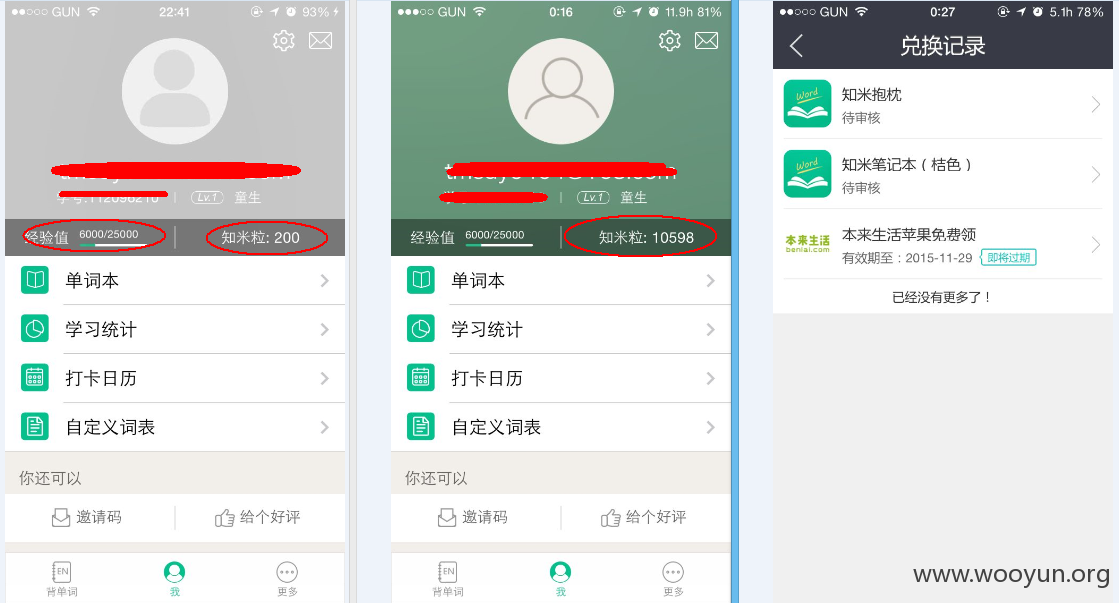 GUN 22:41 93%
Lv.1 童生
经验值 6000/25000 知米粒: 200
单词本
学习统计
打卡日历
自定义词表
你还可以
邀请码 给个好评
EN
背单词 我 更多
GUN 0:16 11.9h 81%
Lv.1 童生
经验值 6000/25000 知米粒: 10598
单词本
学习统计
打卡日历
自定义词表
你还可以
邀请码 给个好评
EN
背单词 我 更多
GUN 0:27 5.1h 78%
兑换记录
Word
知米抱枕
待审核
Word
知米笔记本（桔色）
待审核
本来生活
benlai.com
本来生活苹果免费领
有效期至：2015-11-29 即将过期
已经没有更多了！
www.wooyun.org